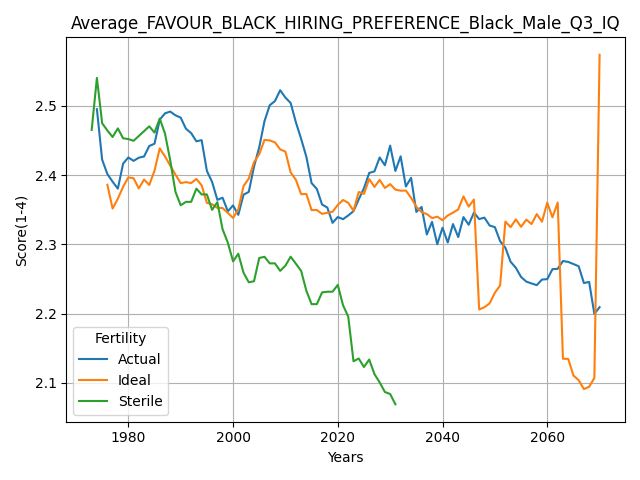 Average_FAVOUR_BLACK_HIRING_PREFERENCE_Black_Male_Q3_IQ
Score(1-4)
2.5
2.4
2.3
2.2
2.1
Fertility
Actual
Ideal
Sterile
1980 2000 2020 2040 2060
Years